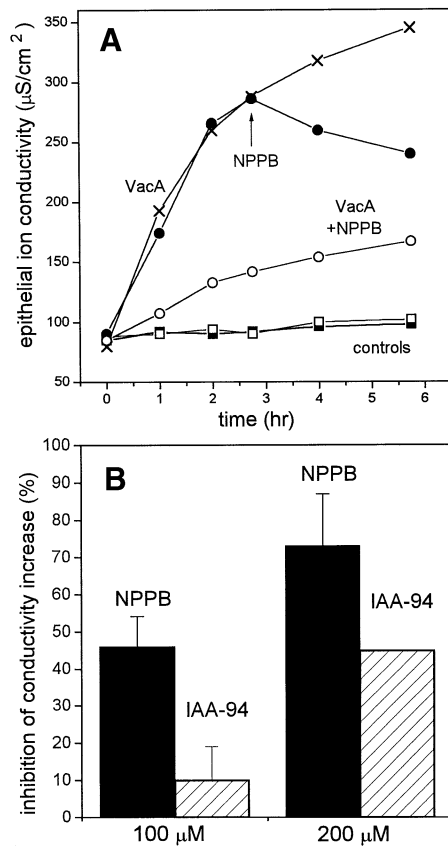 A
epithelial ion conductivity (µS/cm 2 )
350
300
250
200
150
100
50
VacA
NPPB
VacA
+NPPB
controls
0 1 2 3 4 5 6
time (hr)
B
inhibition of conductivity increase (%)
100
90
80
70
60
50
40
30
20
10
0
NPPB
IAA-94
NPPB
IAA-94
100 µM 200 µM